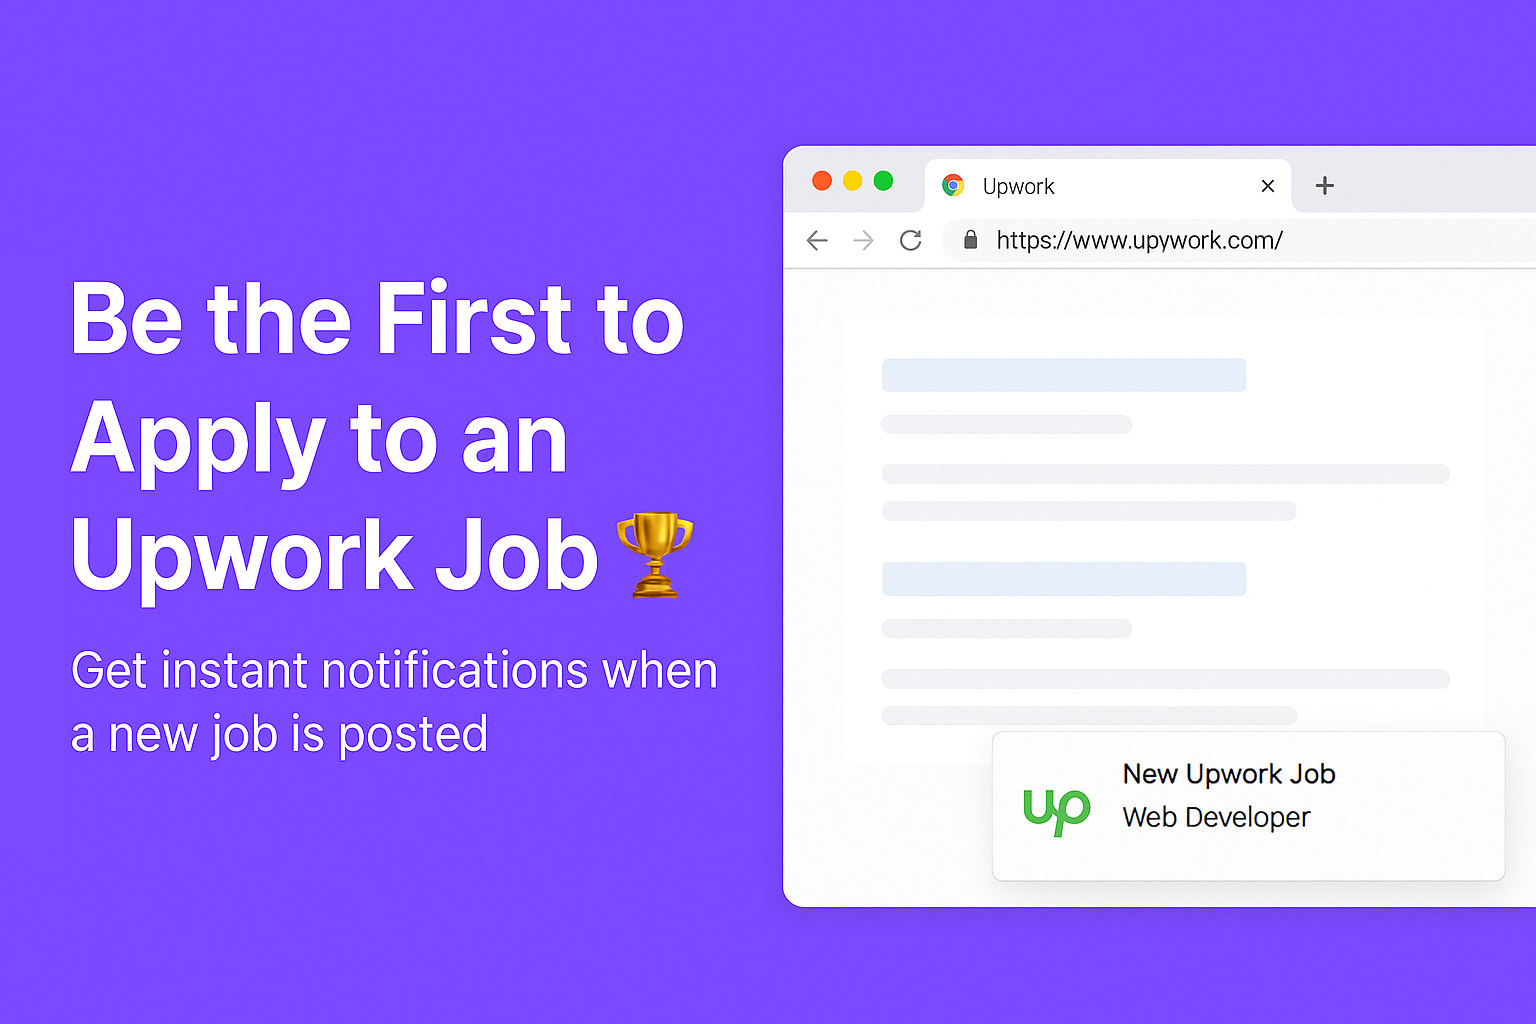 Be the First to
Apply to an
Upwork Job
Get instant notifications when
a new job is posted
Upwork
https://www.upywork.com/
up
New Upwork Job
Web Developer